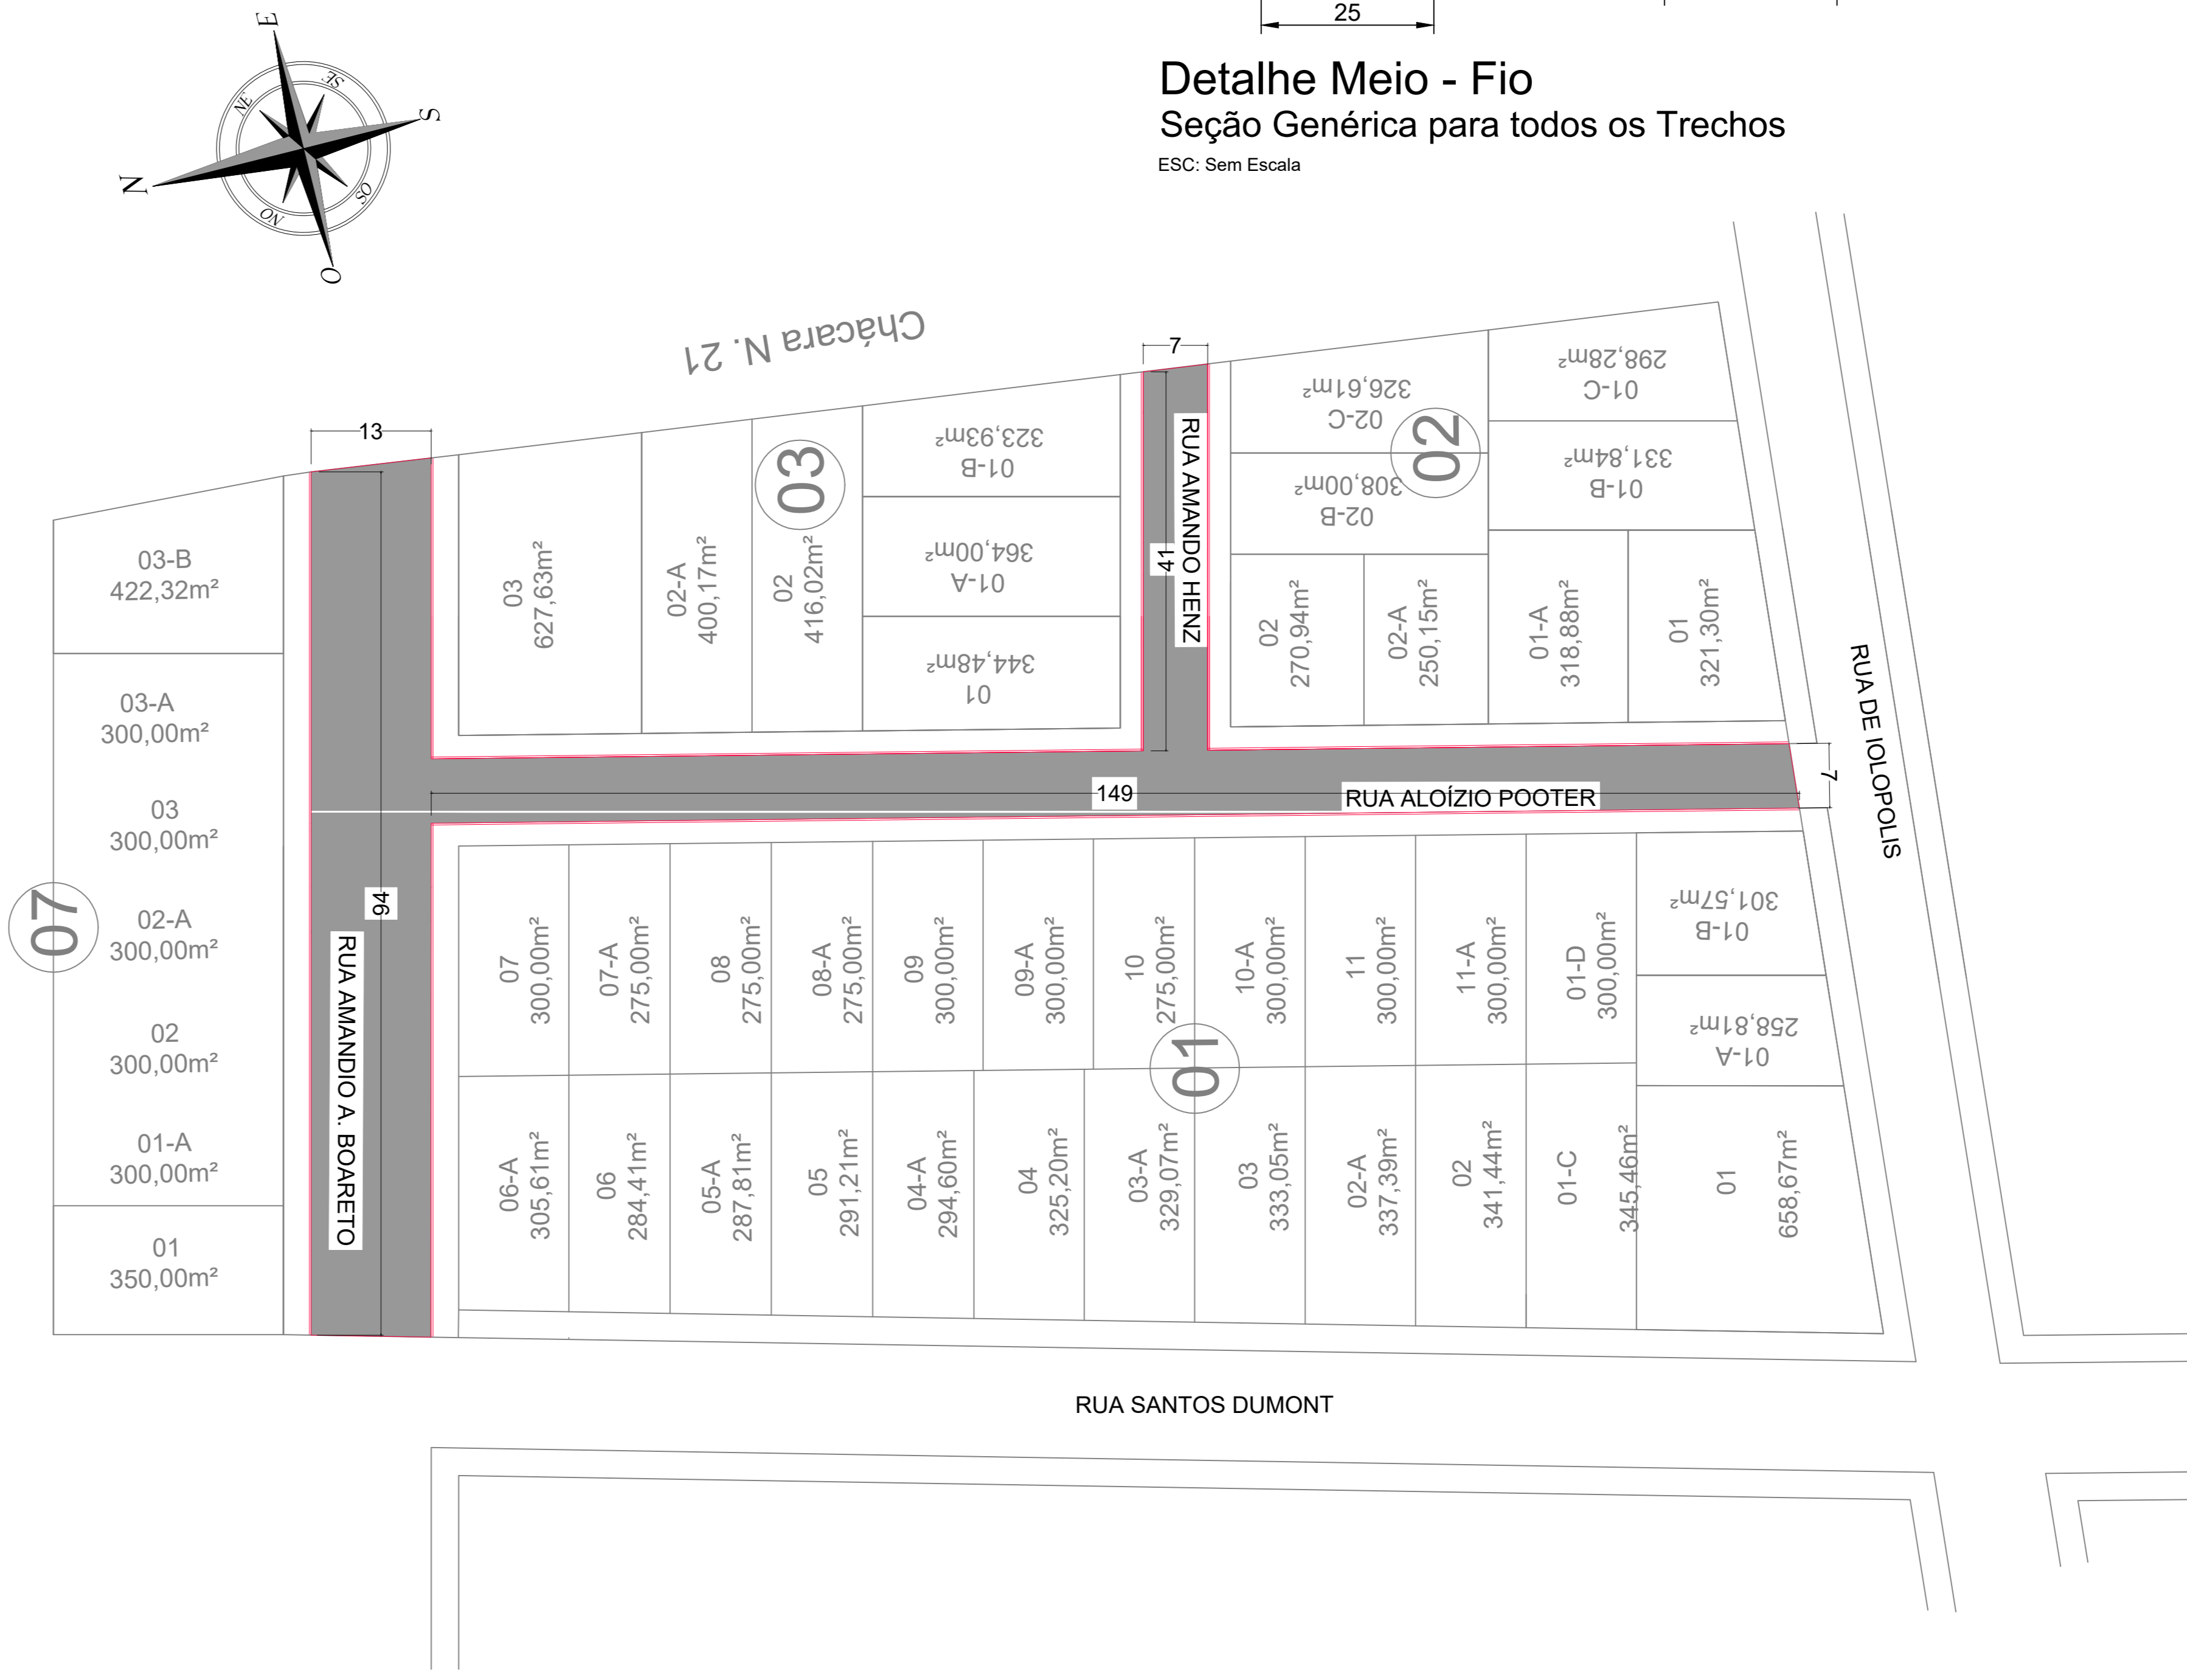 25
Detalhe Meio - Fio
Seção Genérica para todos os Trechos
ESC: Sem Escala
E
SE
S
NE
N
OS
NO
O
Chácara N. 21
7
13
298,28m²
01-C
326,61m²
02-C
02
331,84m²
01-B
308,00m²
02-B
323,93m²
01-B
03
364,00m²
01-A
344,48m²
01
RUA AMANDO HENZ
41
03-B
422,32m²
03
627,63m²
02-A
400,17m²
02
416,02m²
02
270,94m²
02-A
250,15m²
01-A
318,88m²
01
321,30m²
RUA DE IOLOPOLIS
03-A
300,00m²
03
300,00m²
149
RUA ALOÍZIO POOTER
7
07
02-A
300,00m²
02
300,00m²
01-A
300,00m²
01
350,00m²
94
RUA AMANDIO A. BOARETO
07
300,00m²
07-A
275,00m²
08
275,00m²
08-A
275,00m²
09
300,00m²
09-A
300,00m²
10
275,00m²
10-A
300,00m²
11
300,00m²
11-A
300,00m²
01-D
300,00m²
301,57m²
01-B
258,81m²
01-A
01
06-A
305,61m²
06
284,41m²
05-A
287,81m²
05
291,21m²
04-A
294,60m²
04
325,20m²
03-A
329,07m²
03
333,05m²
02-A
337,39m²
02
341,44m²
01-C
345,46m²
01
658,67m²
RUA SANTOS DUMONT